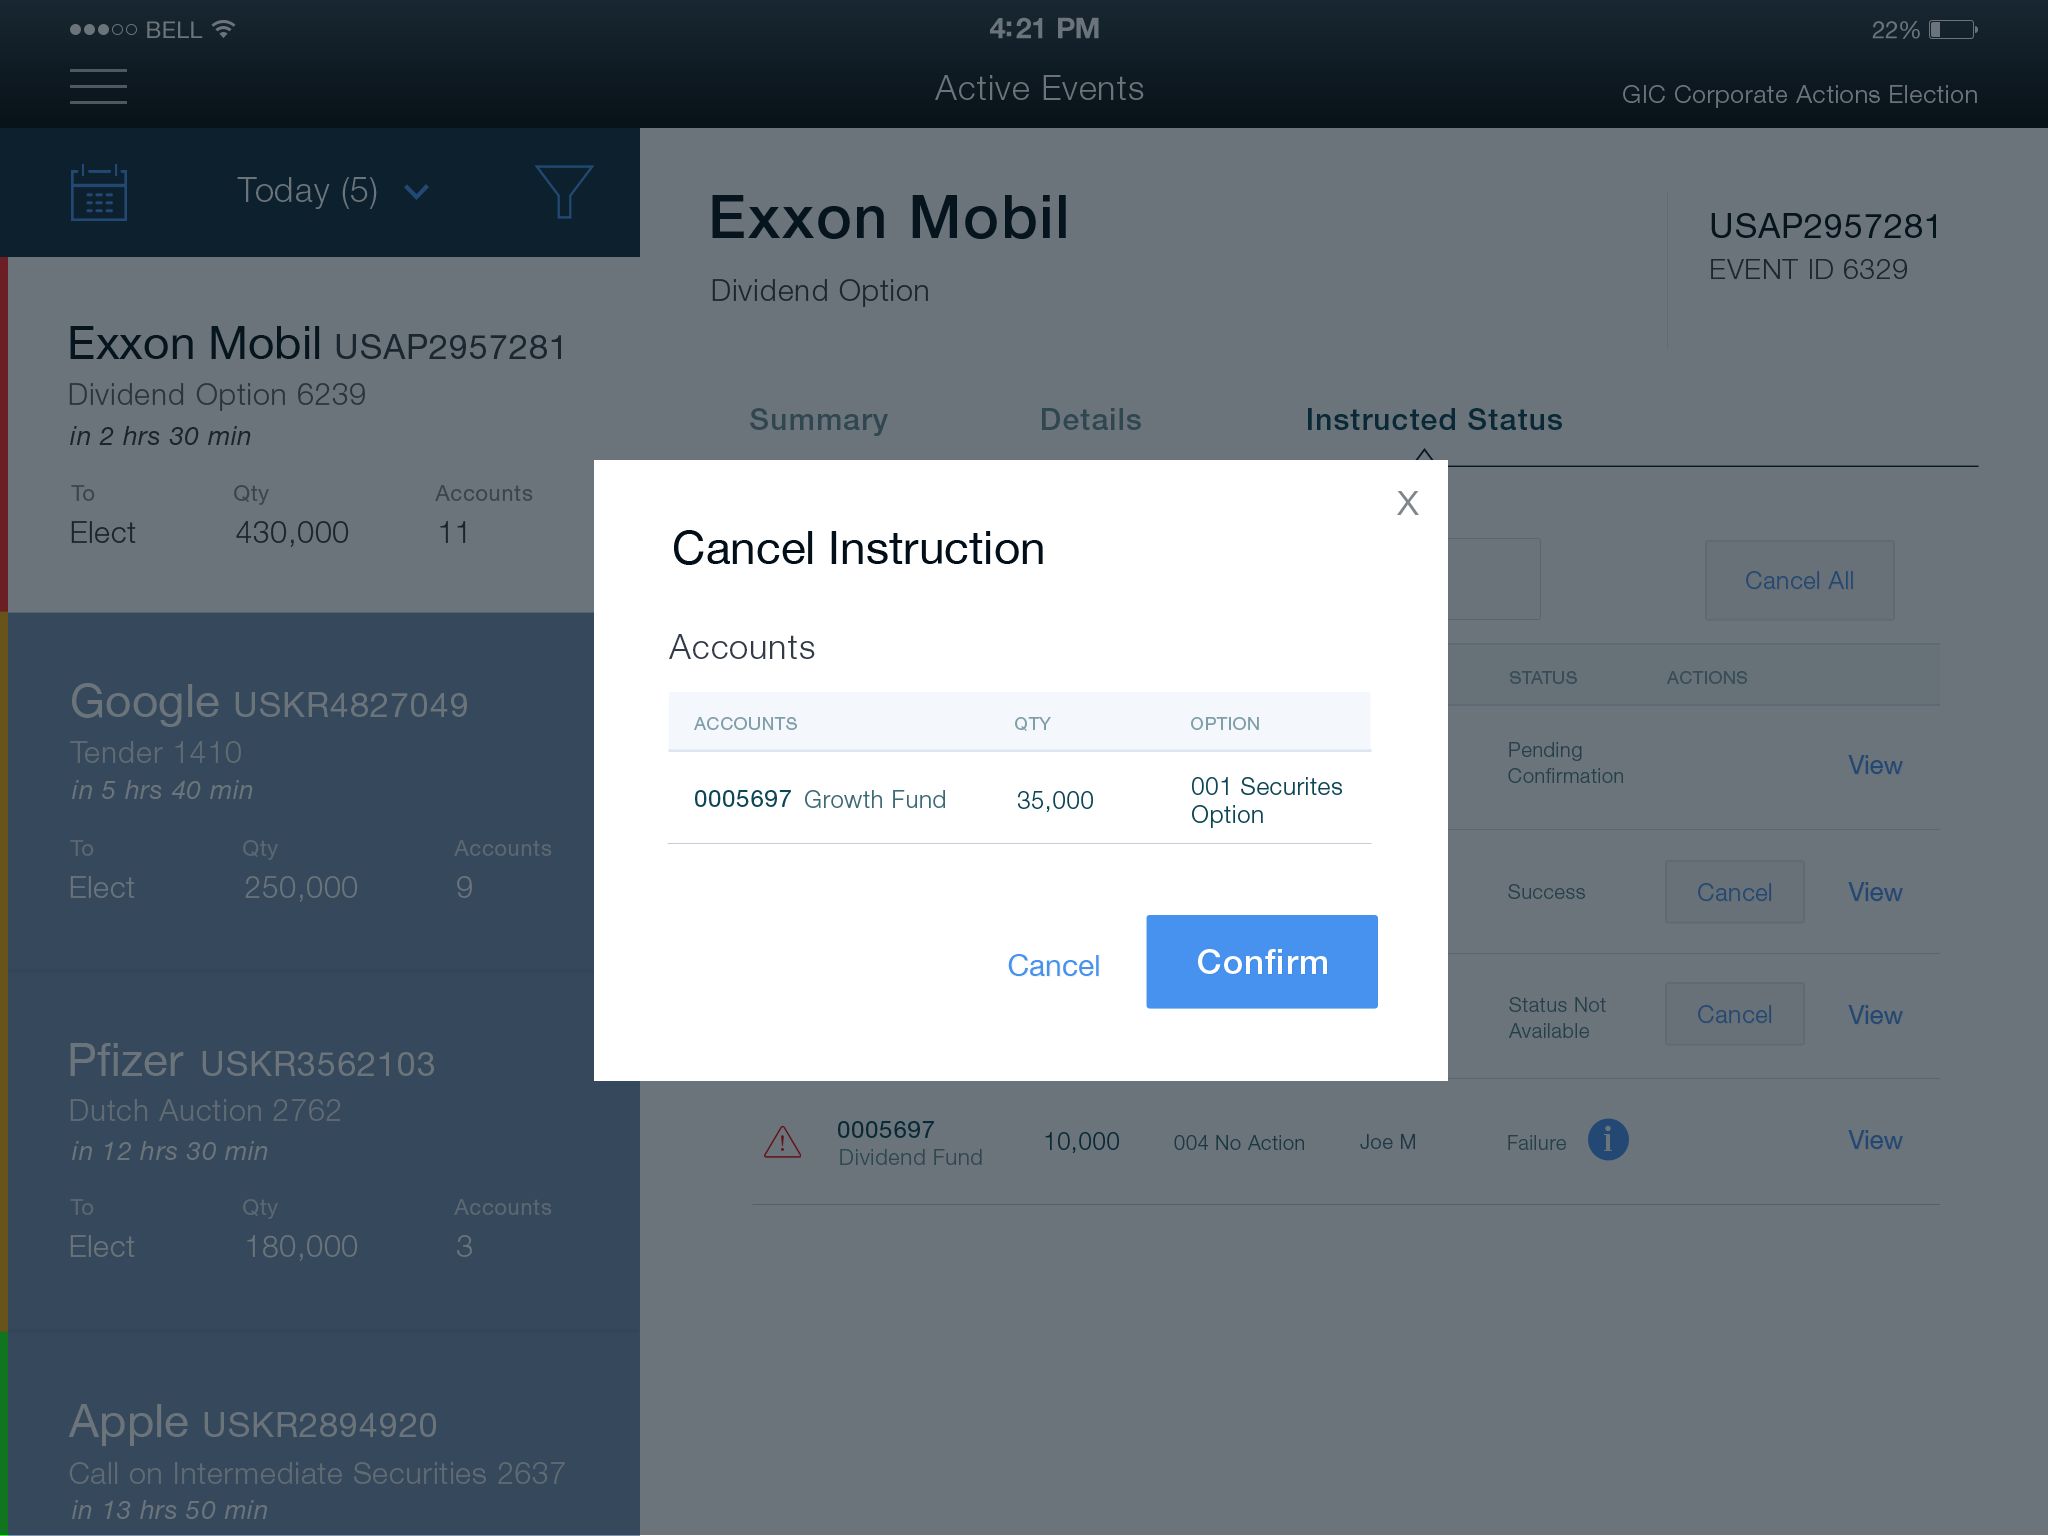 BELL
4:21 PM
22%
Active Events
GIC Corporate Actions Election
Today (5)
Exxon Mobil USAP2957281
Dividend Option 6239
in 2 hrs 30 min
To Qty Accounts
Elect 430,000 11
Google USKR4827049
Tender 1410
in 5 hrs 40 min
To Qty Accounts
Elect 250,000 9
Pfizer USKR3562103
Dutch Auction 2762
in 12 hrs 30 min
To Qty Accounts
Elect 180,000 3
Apple USKR2894920
Call on Intermediate Securities 2637
in 13 hrs 50 min
Exxon Mobil
Dividend Option
USAP2957281
EVENT ID 6329
Summary Details Instructed Status
Cancel All
STATUS ACTIONS
Pending
Confirmation
View
Success Cancel View
Status Not
Available
Cancel View
0005697
Dividend Fund
10,000 004 No Action Joe M Failure i View
X
Cancel Instruction
Accounts
ACCOUNTS QTY OPTION
0005697 Growth Fund 35,000 001 Securites
Option
Cancel Confirm